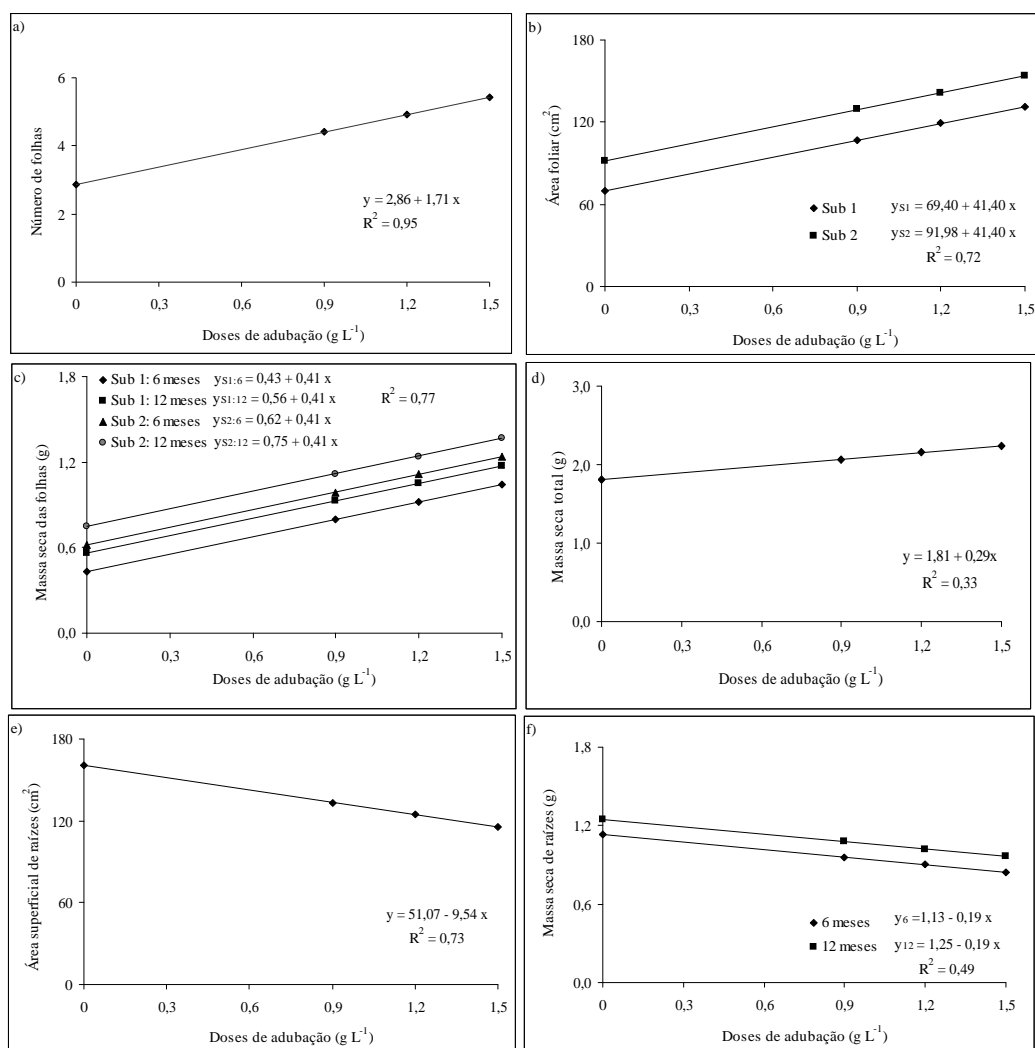 a)
Número de folhas
6
4
2
0
y = 2,86 + 1,71 x
R² = 0,95
0 0,3 0,6 0,9 1,2 1,5
Doses de adubação (g L⁻¹)
b)
Área foliar (cm²)
180
120
60
0
Sub 1 yS1 = 69,40 + 41,40 x
Sub 2 yS2 = 91,98 + 41,40 x
R² = 0,72
0 0,3 0,6 0,9 1,2 1,5
Doses de adubação (g L⁻¹)
c)
Massa seca das folhas (g)
1,8
1,2
0,6
0,0
Sub 1: 6 meses yS1:6 = 0,43 + 0,41 x
Sub 1: 12 meses yS1:12 = 0,56 + 0,41 x
Sub 2: 6 meses yS2:6 = 0,62 + 0,41 x
Sub 2: 12 meses yS2:12 = 0,75 + 0,41 x
R² = 0,77
0 0,3 0,6 0,9 1,2 1,5
Doses de adubação (g L⁻¹)
d)
Massa seca total (g)
3,0
2,0
1,0
0,0
y = 1,81 + 0,29x
R² = 0,33
0 0,3 0,6 0,9 1,2 1,5
Doses de adubação (g L⁻¹)
e)
Área superficial de raízes (cm²)
180
120
60
0
y = 51,07 - 9,54 x
R² = 0,73
0 0,3 0,6 0,9 1,2 1,5
Doses de adubação (g L⁻¹)
f)
Massa seca de raízes (g)
1,8
1,2
0,6
0,0
6 meses y6 =1,13 - 0,19 x
12 meses y12 = 1,25 - 0,19 x
R² = 0,49
0 0,3 0,6 0,9 1,2 1,5
Doses de adubação (g L⁻¹)